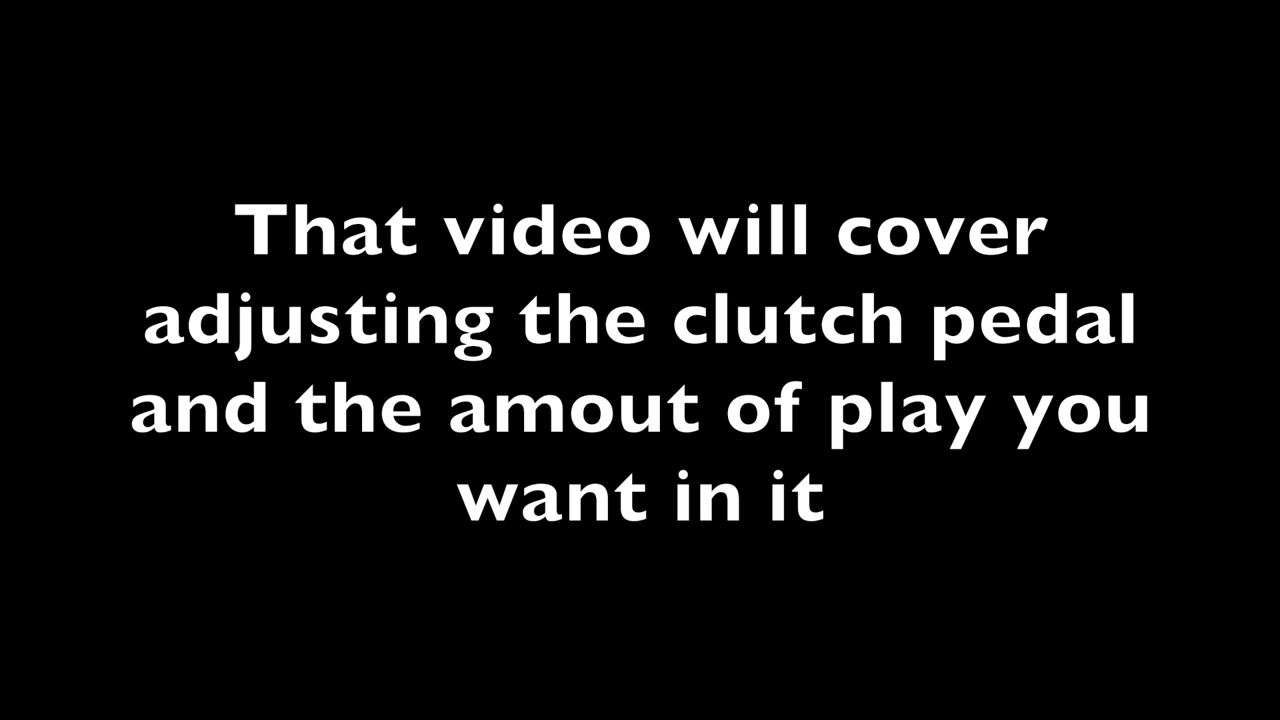 That video will cover
adjusting the clutch pedal
and the amout of play you
want in it